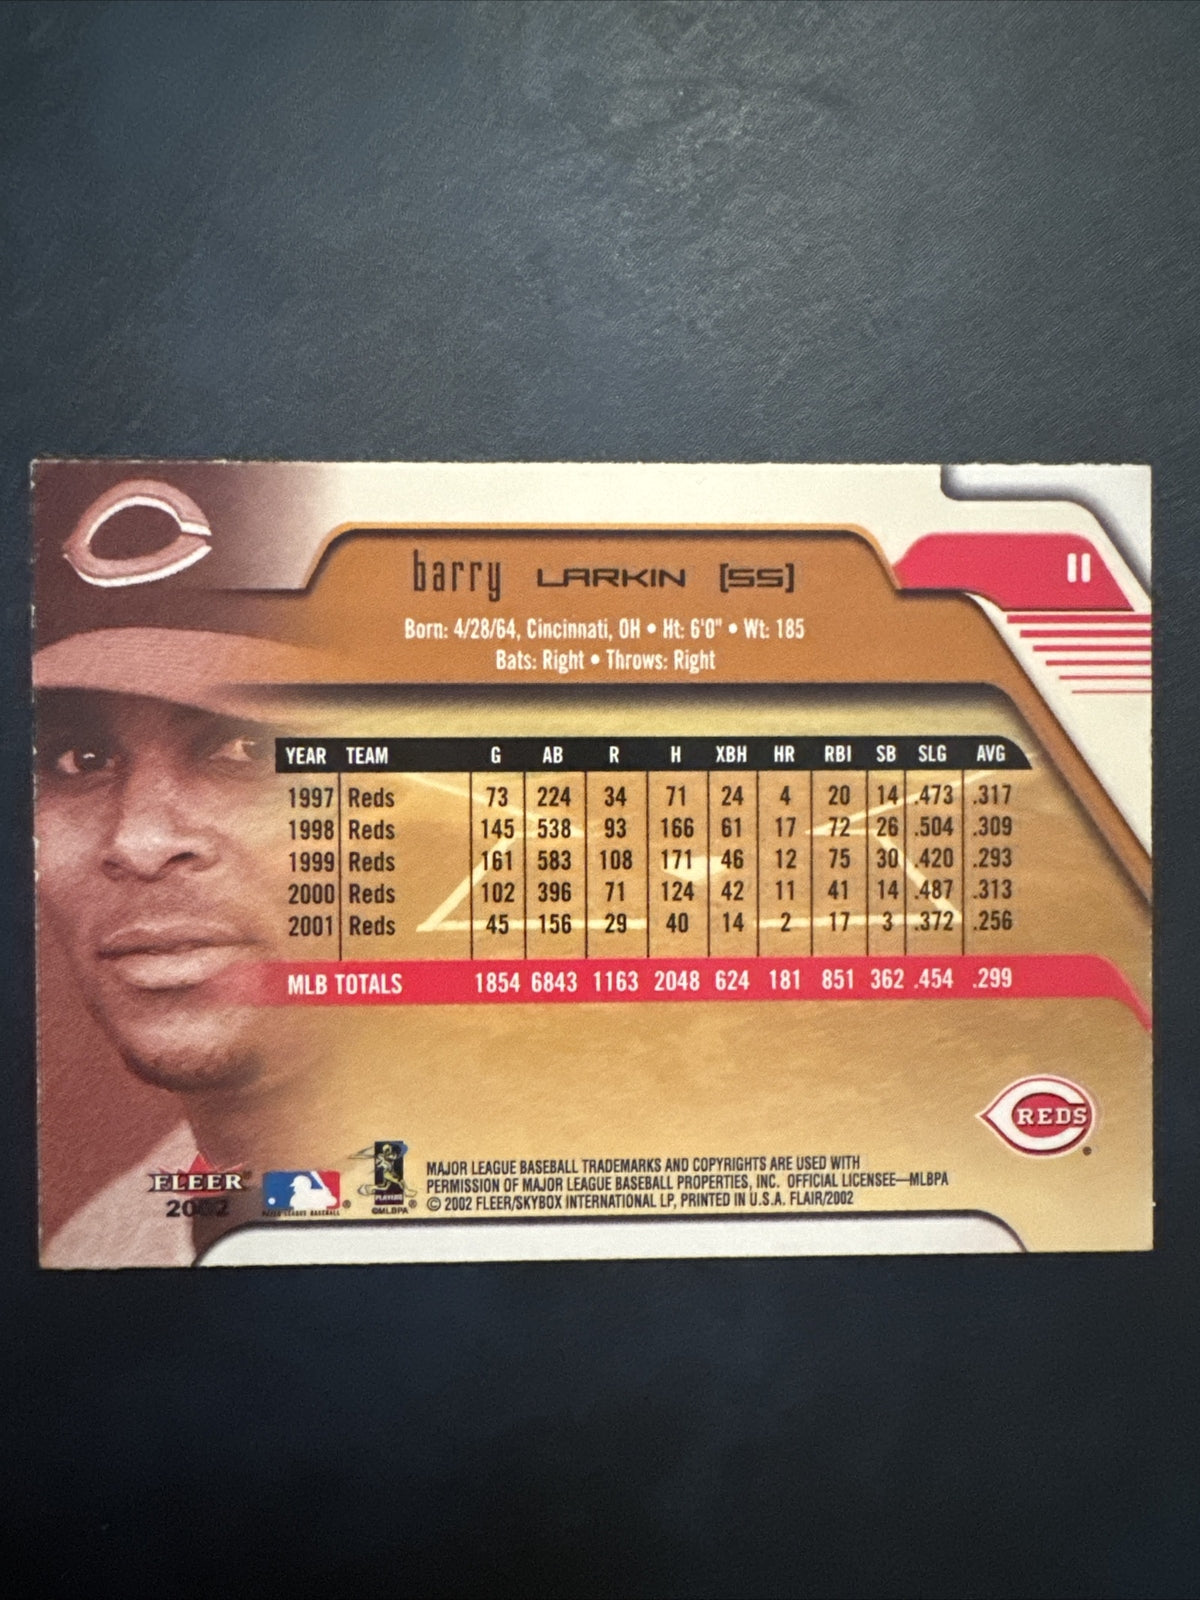 barry LARKIN [SS]
11
Born: 4/28/64, Cincinnati, OH • Ht: 6'0" • Wt: 185
Bats: Right • Throws: Right
YEAR TEAM G AB R H XBH HR RBI SB SLG AVG
1997 Reds 73 224 34 71 24 4 20 14 .473 .317
1998 Reds 145 538 93 166 61 17 72 26 .504 .309
1999 Reds 161 583 108 171 46 12 75 30 .420 .293
2000 Reds 102 396 71 124 42 11 41 14 .487 .313
2001 Reds 45 156 29 40 14 2 17 3 .372 .256
MLB TOTALS 1854 6843 1163 2048 624 181 851 362 .454 .299
REDS
FLEER
2002
MAJOR LEAGUE BASEBALL
PLAYERS
©MLBPA
MAJOR LEAGUE BASEBALL TRADEMARKS AND COPYRIGHTS ARE USED WITH
PERMISSION OF MAJOR LEAGUE BASEBALL PROPERTIES, INC. OFFICIAL LICENSEE—MLBPA
© 2002 FLEER/SKYBOX INTERNATIONAL LP, PRINTED IN U.S.A. FLAIR/2002